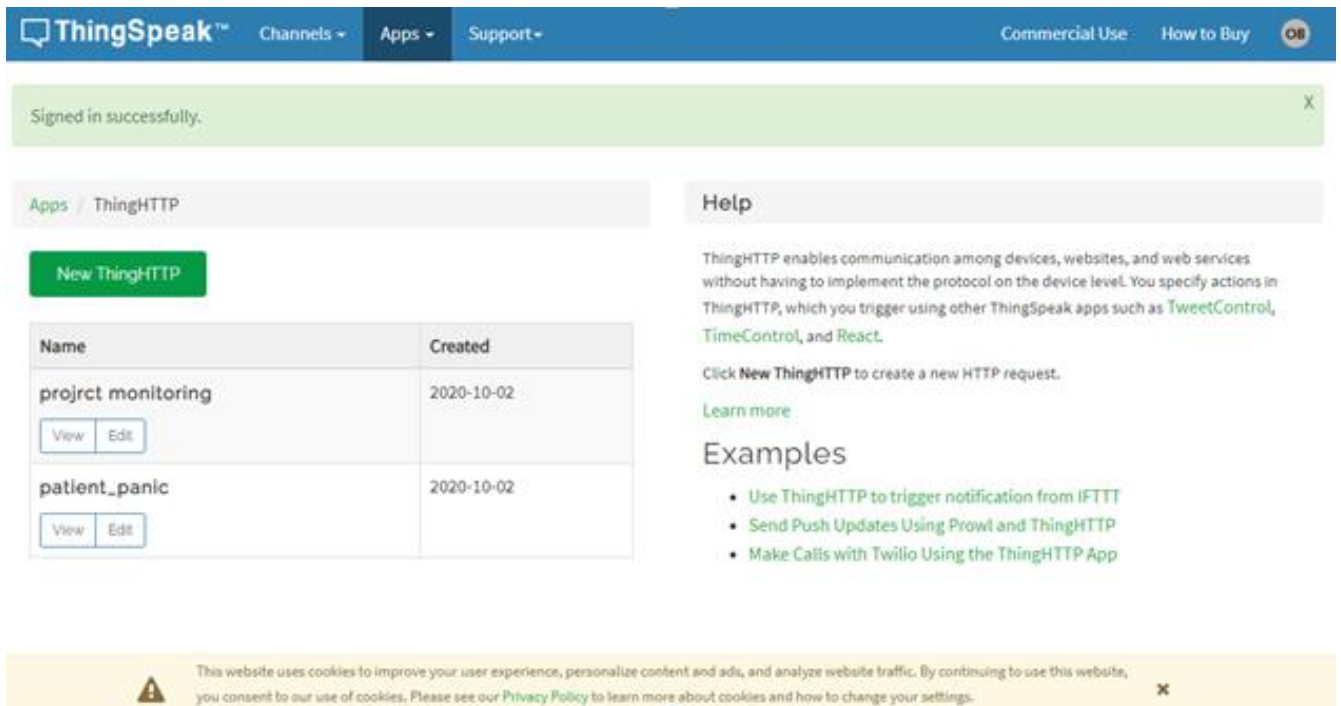 ThingSpeak™ Channels Apps Support Commercial Use How to Buy OB
Signed in successfully. X
Apps / ThingHTTP
New ThingHTTP
Name Created
projrct monitoring 2020-10-02
View Edit
patient_panic 2020-10-02
View Edit
Help
ThingHTTP enables communication among devices, websites, and web services
without having to implement the protocol on the device level. You specify actions in
ThingHTTP, which you trigger using other ThingSpeak apps such as TweetControl,
TimeControl, and React.
Click New ThingHTTP to create a new HTTP request.
Learn more
Examples
• Use ThingHTTP to trigger notification from IFTTT
• Send Push Updates Using Prowl and ThingHTTP
• Make Calls with Twilio Using the ThingHTTP App
This website uses cookies to improve your user experience, personalize content and ads, and analyze website traffic. By continuing to use this website,
you consent to our use of cookies. Please see our Privacy Policy to learn more about cookies and how to change your settings.